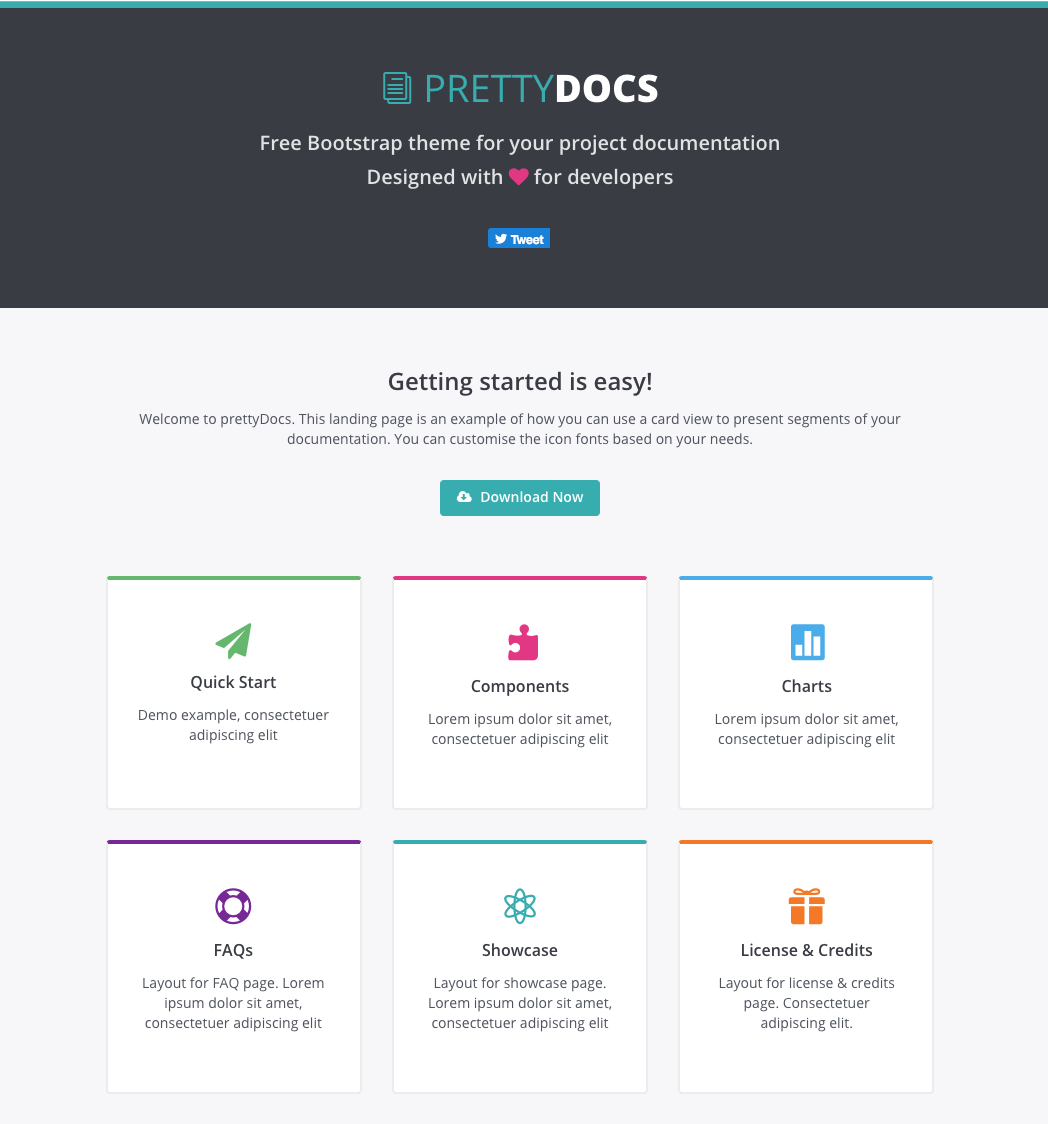 PRETTYDOCS
Free Bootstrap theme for your project documentation
Designed with for developers
Tweet
Getting started is easy!
Welcome to prettyDocs. This landing page is an example of how you can use a card view to present segments of your
documentation. You can customise the icon fonts based on your needs.
Download Now
Quick Start
Demo example, consectetuer
adipiscing elit
Components
Lorem ipsum dolor sit amet,
consectetuer adipiscing elit
Charts
Lorem ipsum dolor sit amet,
consectetuer adipiscing elit
FAQs
Layout for FAQ page. Lorem
ipsum dolor sit amet,
consectetuer adipiscing elit
Showcase
Layout for showcase page.
Lorem ipsum dolor sit amet,
consectetuer adipiscing elit
License & Credits
Layout for license & credits
page. Consectetuer
adipiscing elit.